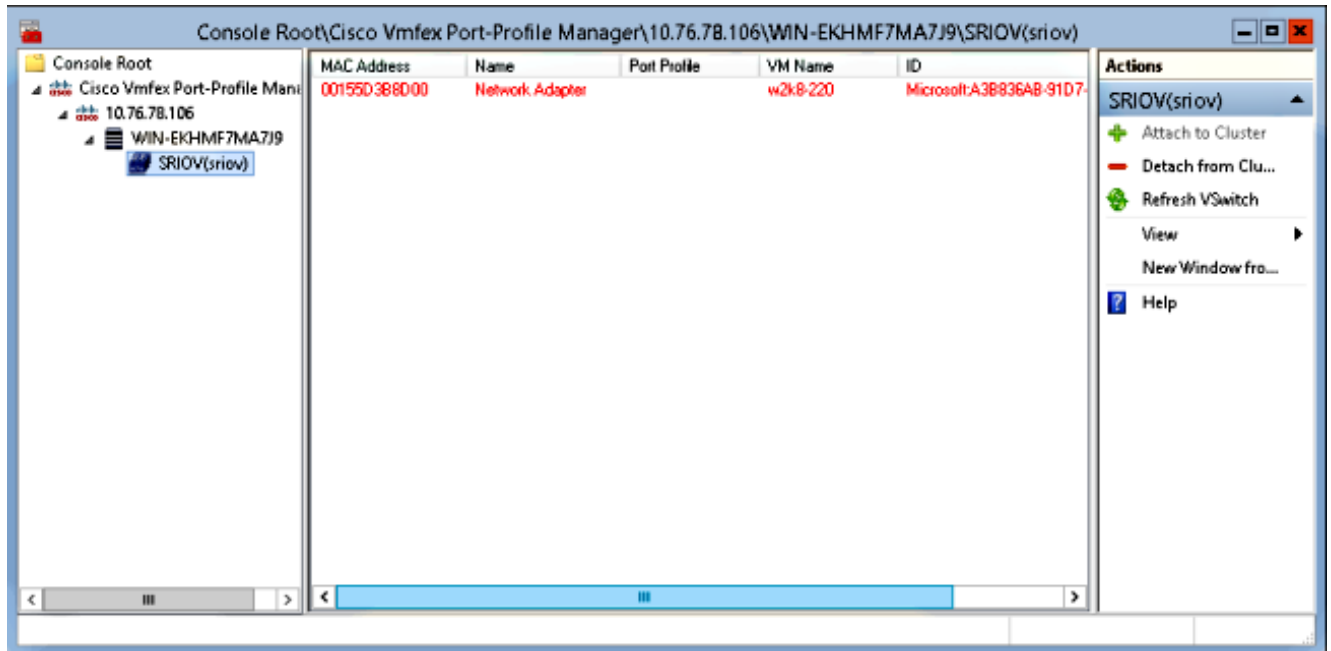 Console Root\Cisco Vmfex Port-Profile Manager\10.76.78.106\WIN-EKHMF7MA7J9\SRIOV(sriov)
Console Root
Cisco Vmfex Port-Profile Mana
10.76.78.106
WIN-EKHMF7MA7J9
SRIOV(sriov)
MAC Address Name Port Profile VM Name ID
00155D3B8D00 Network Adapter w2k8-220 Microsoft:A3B836AB-91D7-
Actions
SRIOV(sriov)
Attach to Cluster
Detach from Clu...
Refresh VSwitch
View
New Window fro...
Help